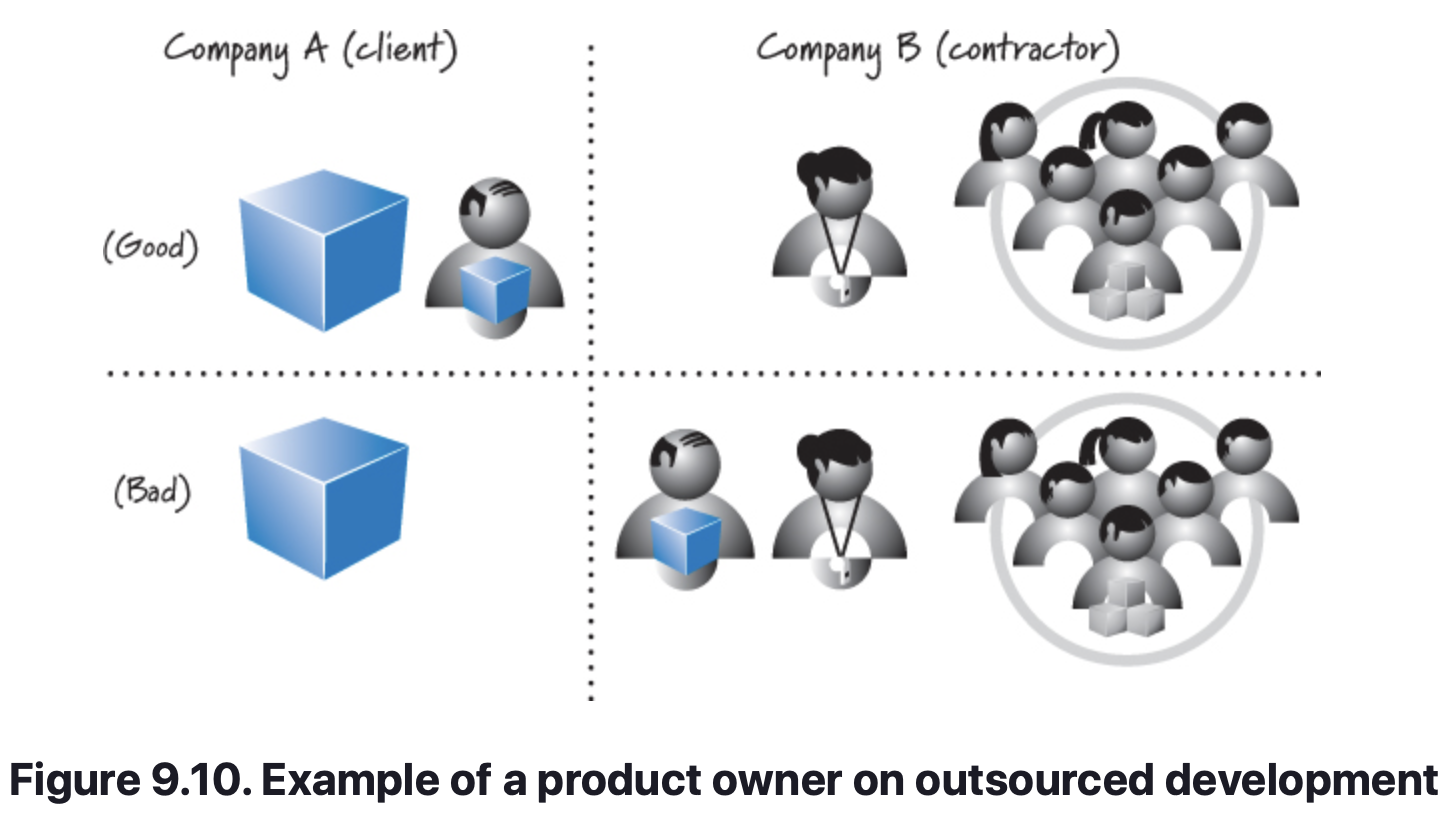 Company A (client)
Company B (contractor)
(Good)
(Bad)
Figure 9.10. Example of a product owner on outsourced development